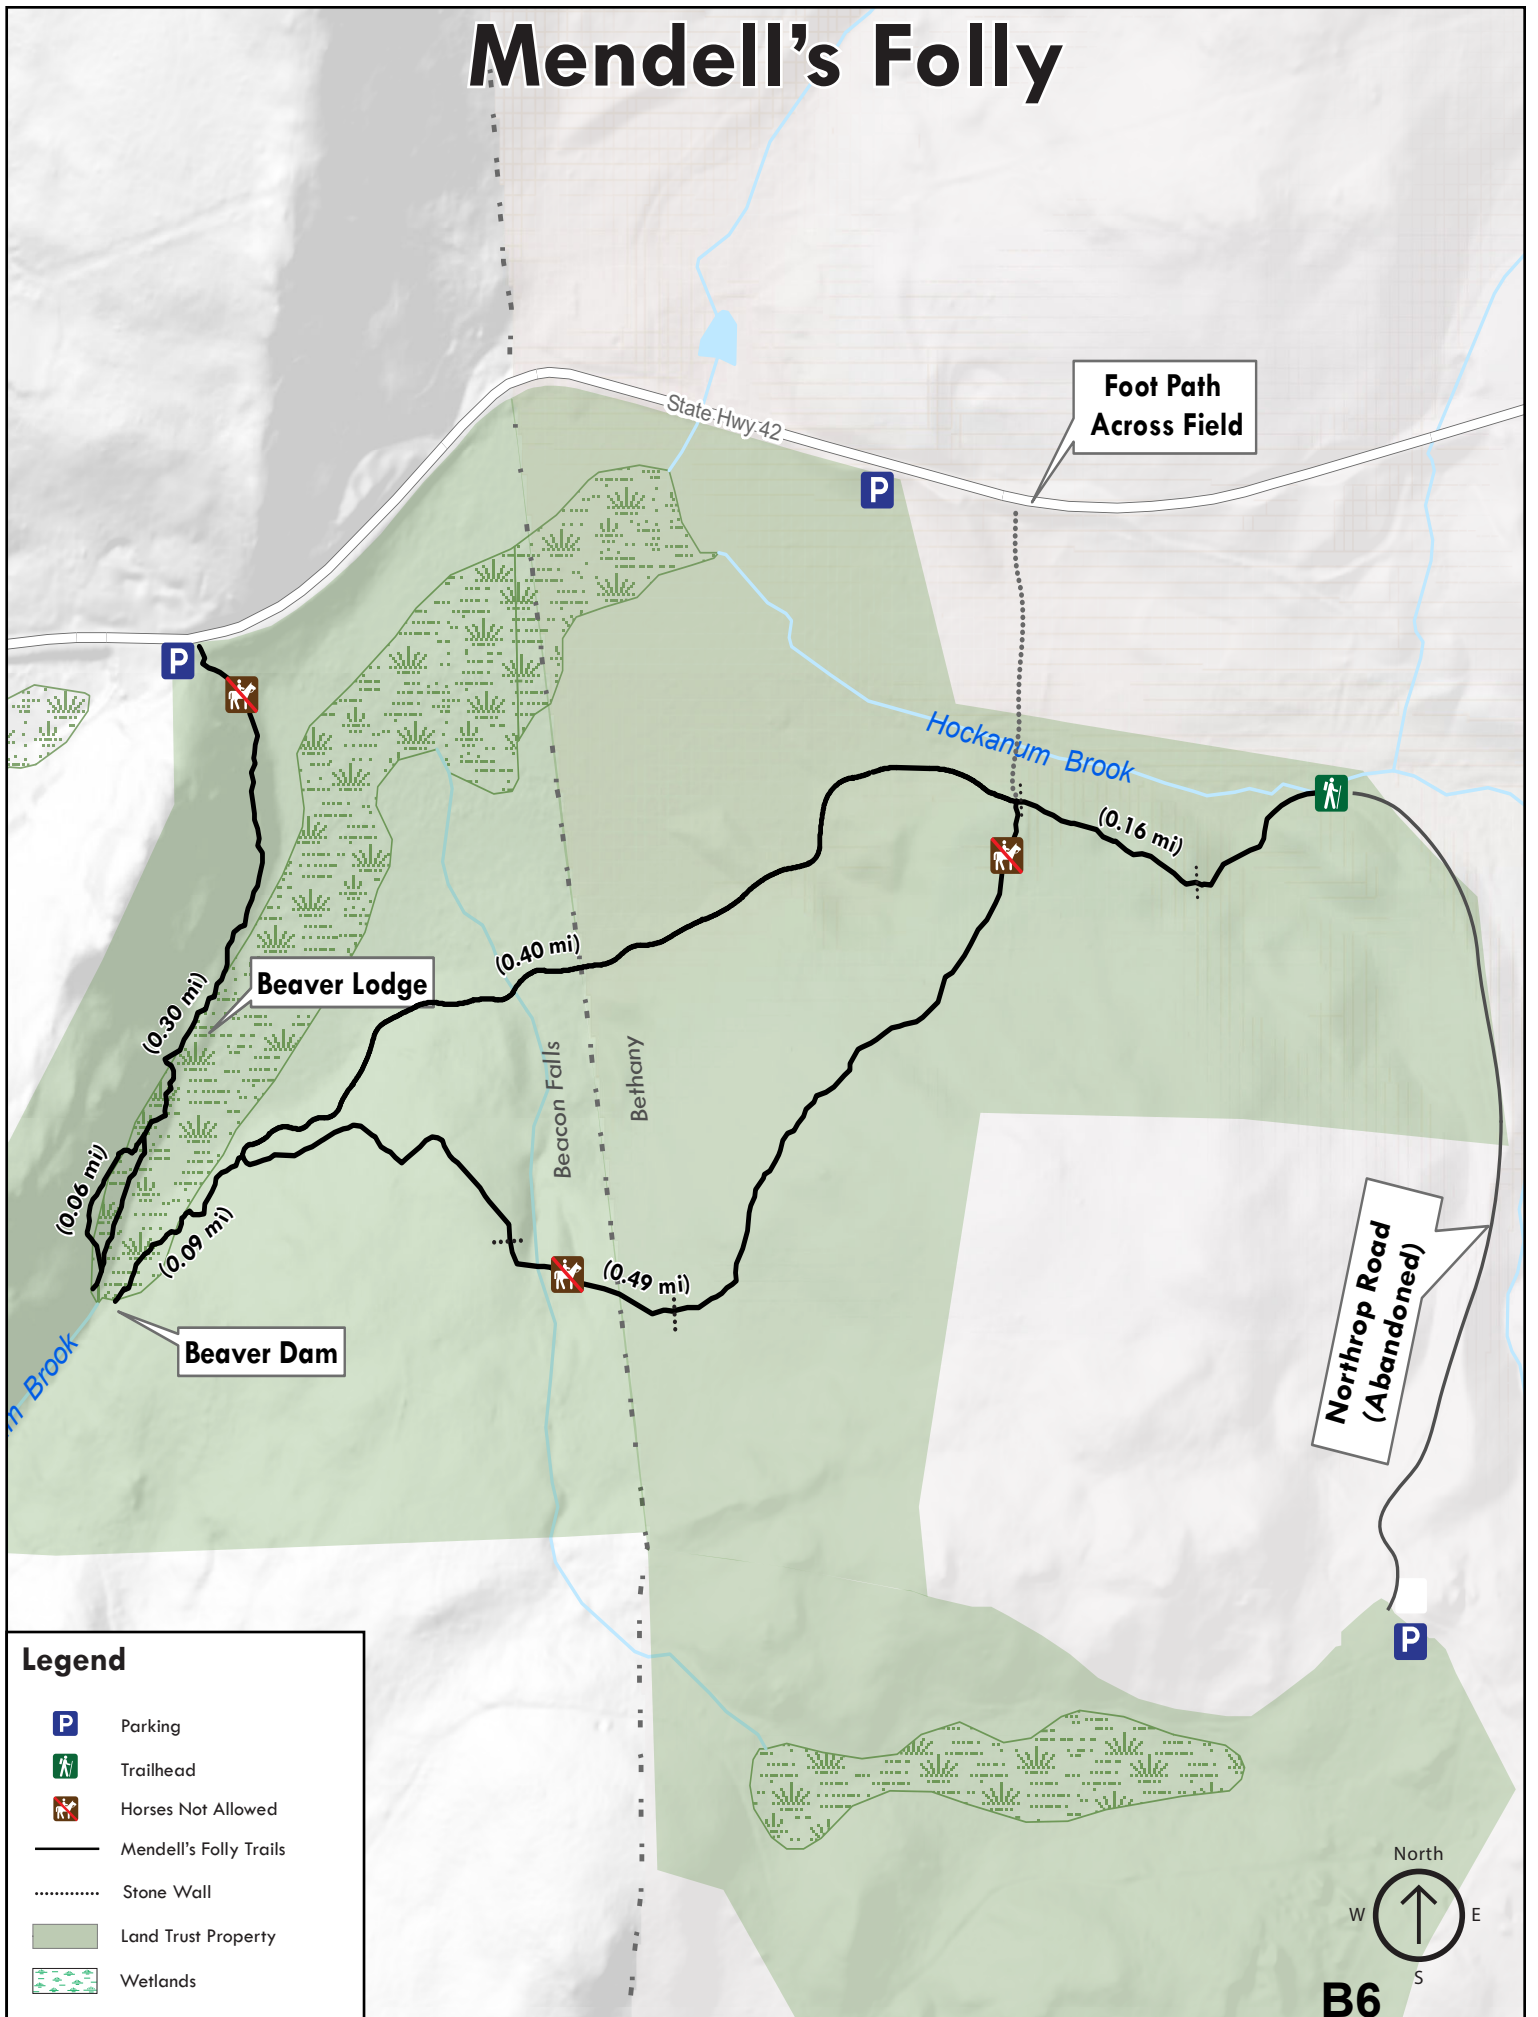 Mendell's Folly
Foot Path
Across Field
State Hwy 42
P
P
Hockanum Brook
(0.16 mi)
(0.40 mi)
Beaver Lodge
(0.30 mi)
Beacon Falls
Bethany
(0.06 mi)
(0.09 mi)
(0.49 mi)
Beaver Dam
m Brook
Northrop Road
(Abandoned)
P
Legend
P Parking
Trailhead
Horses Not Allowed
Mendell's Folly Trails
Stone Wall
Land Trust Property
Wetlands
North
W E
S
B6